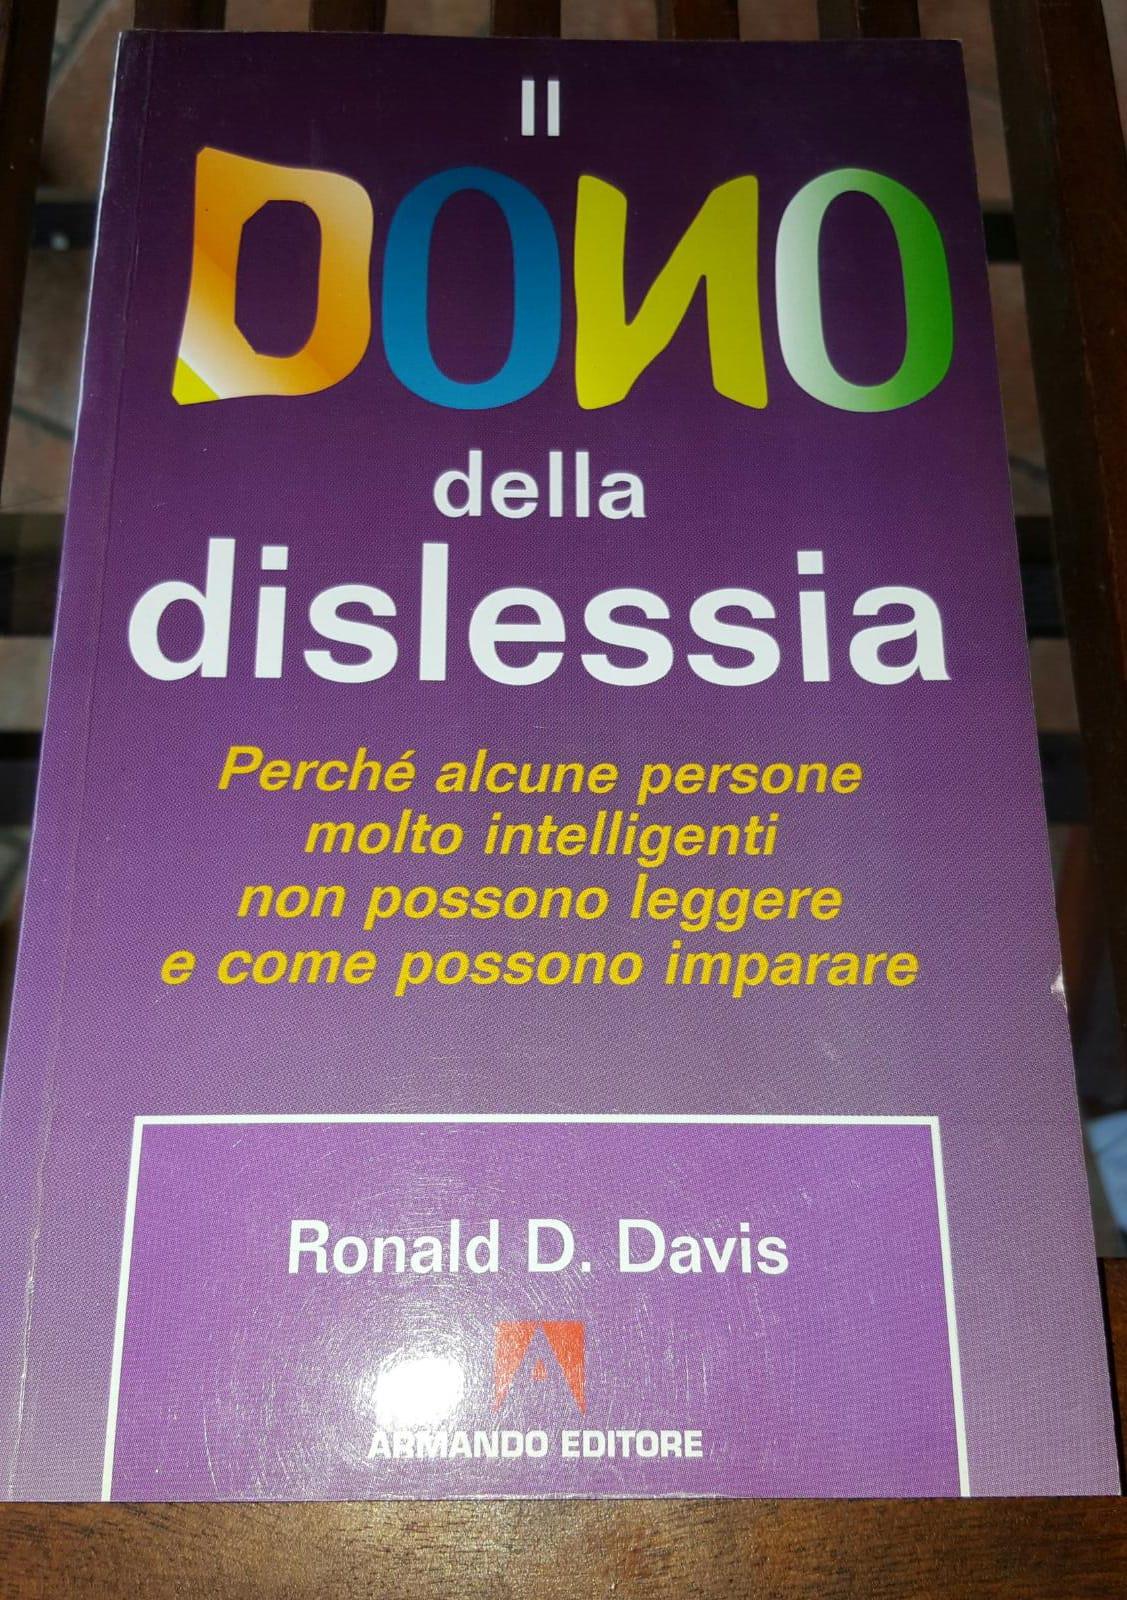 Il
DONO
della
dislessia
Perché alcune persone
molto intelligenti
non possono leggere
e come possono imparare
Ronald D. Davis
A
ARMANDO EDITORE